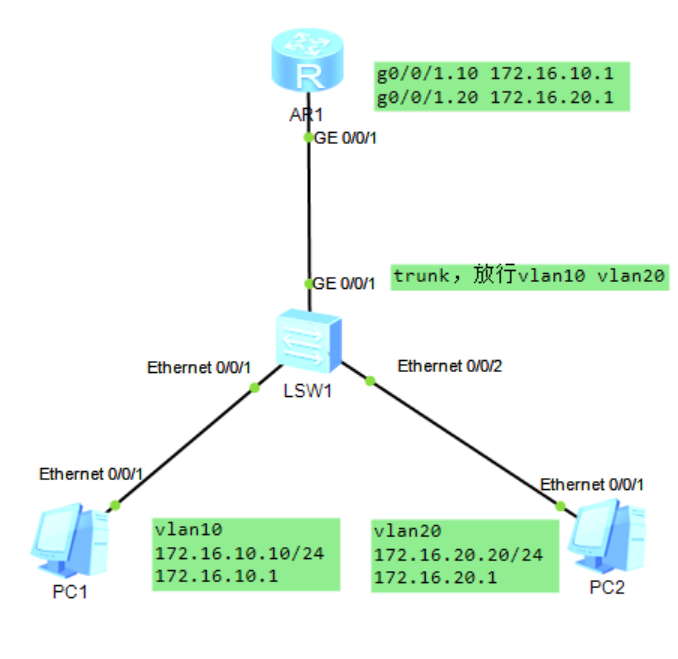 R
g0/0/1.10 172.16.10.1
g0/0/1.20 172.16.20.1
AR1
GE 0/0/1
GE 0/0/1
trunk，放行vlan10 vlan20
LSW1
Ethernet 0/0/1
Ethernet 0/0/2
Ethernet 0/0/1
Ethernet 0/0/1
PC1
vlan10
172.16.10.10/24
172.16.10.1
vlan20
172.16.20.20/24
172.16.20.1
PC2